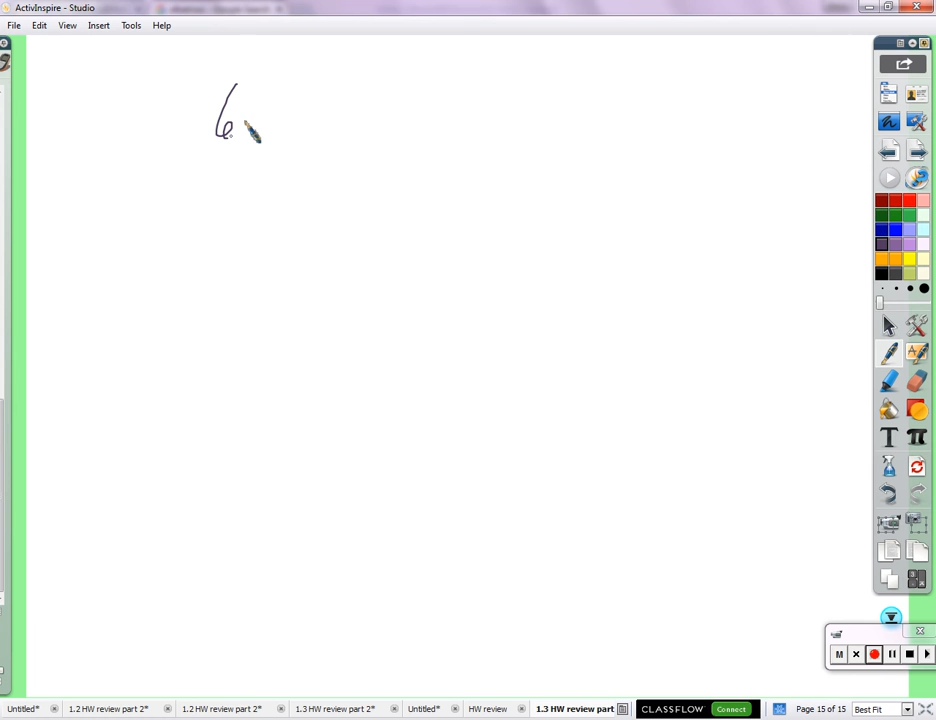 ActivInspire - Studio
File Edit View Insert Tools Help
6
Untitled* 1.2 HW review part 2* 1.2 HW review part 2* 1.3 HW review part 2* Untitled* HW review 1.3 HW review part CLASSFLOW Connect Page 15 of 15 Best Fit
M